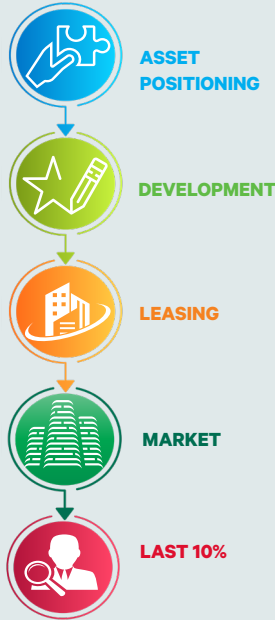 ASSET
POSITIONING
DEVELOPMENT
LEASING
MARKET
LAST 10%